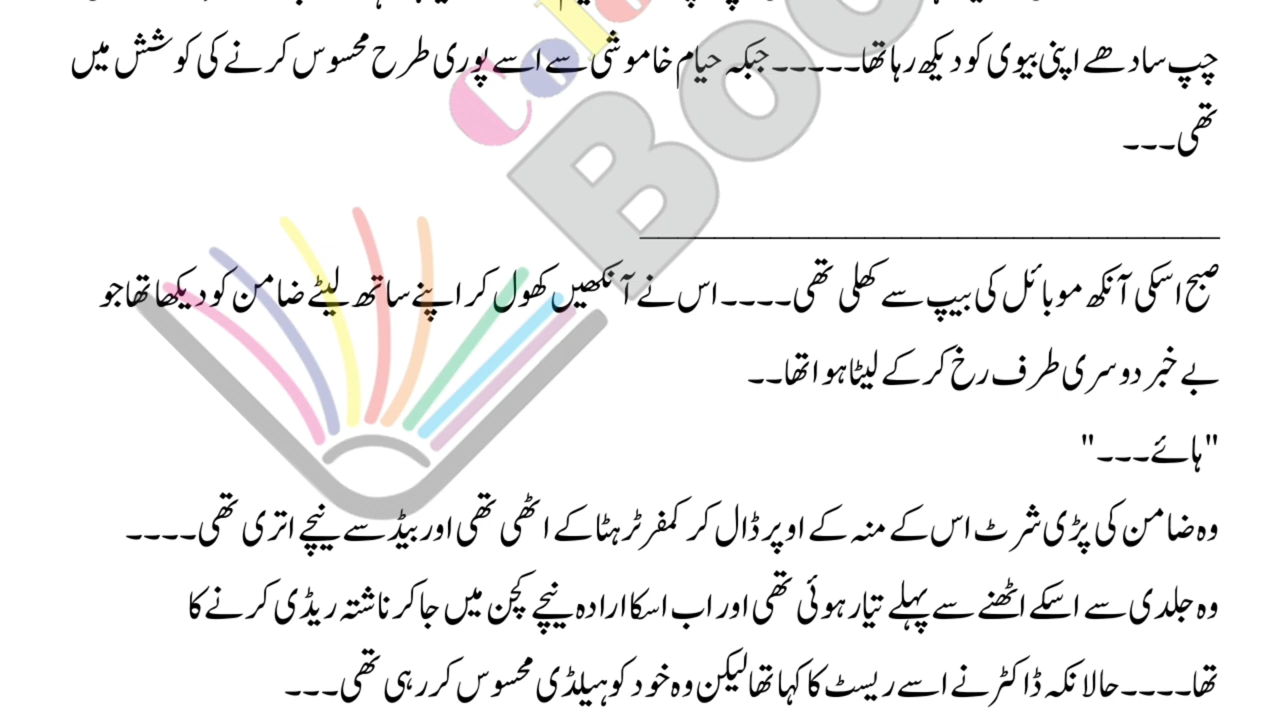 چپ سادھے اپنی بیوی کو دیکھ رہا تھا۔۔۔۔۔جبکہ حیام خاموشی سے اسے پوری طرح محسوس کرنے کی کوشش میں
تھی۔۔۔
صبح اسکی آنکھ موبائل کی بیپ سے کھلی تھی۔۔۔۔اس نے آنکھیں کھول کر اپنے ساتھ لیٹے ضامن کو دیکھا تھا جو
بے خبر دوسری طرف رخ کر کے لیٹا ہوا تھا۔۔
"ہائے۔۔۔"
وہ ضامن کی پڑی شرٹ اس کے منہ کے اوپر ڈال کر کمفرٹر ہٹا کے اٹھی تھی اور بیڈ سے نیچے اتری تھی۔۔۔۔
وہ جلدی سے اسکے اٹھنے سے پہلے تیار ہوئی تھی اور اب اسکا ارادہ نیچے کچن میں جا کر ناشتہ ریڈی کرنے کا
تھا۔۔۔۔حالانکہ ڈاکٹر نے اسے ریسٹ کا کہا تھا لیکن وہ خود کو ہیلدی محسوس کر رہی تھی۔۔۔